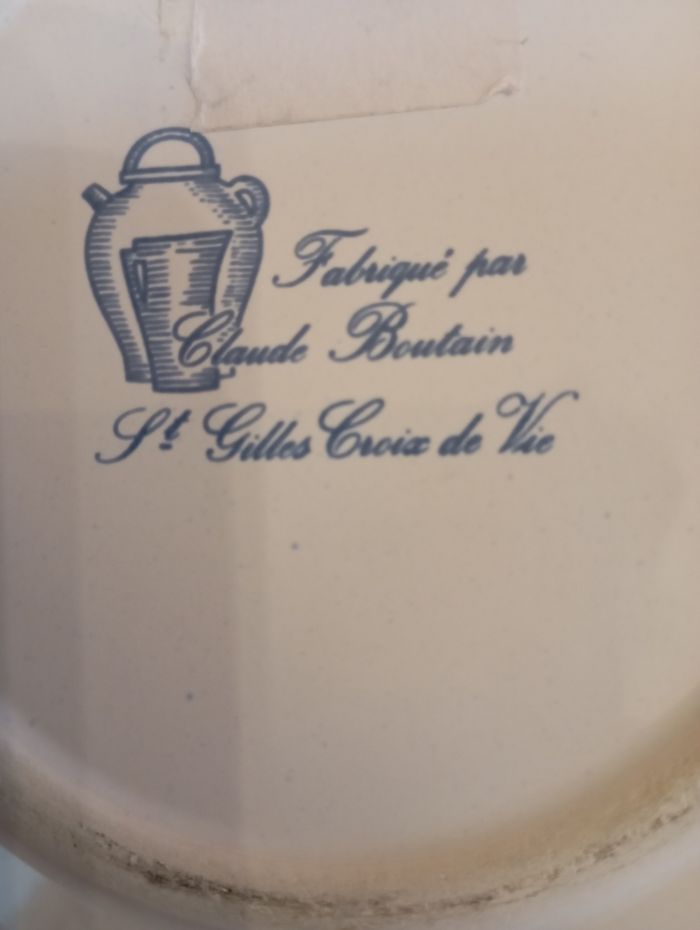 Fabriqué par
Claude Boutain
St Gilles Croix de Vie